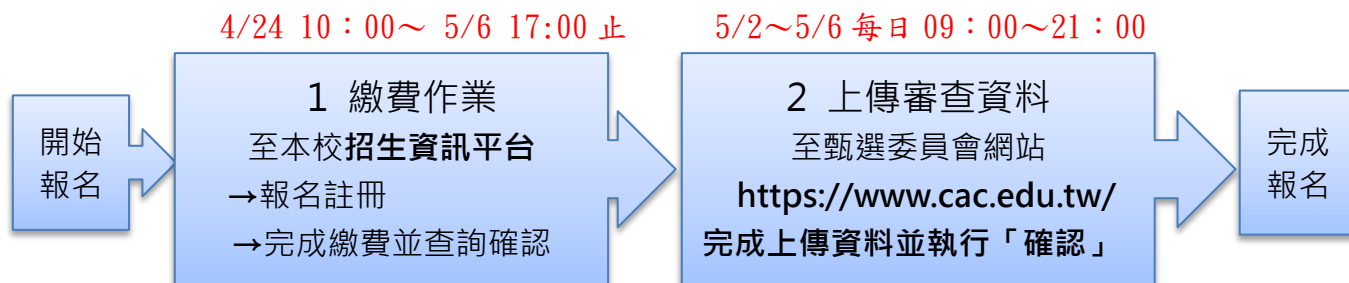 4/24 10：00～ 5/6 17:00 止
5/2～5/6 每日 09：00～21：00
開始
報名
1 繳費作業
至本校招生資訊平台
→報名註冊
→完成繳費並查詢確認
2 上傳審查資料
至甄選委員會網站
https://www.cac.edu.tw/
完成上傳資料並執行「確認」
完成
報名